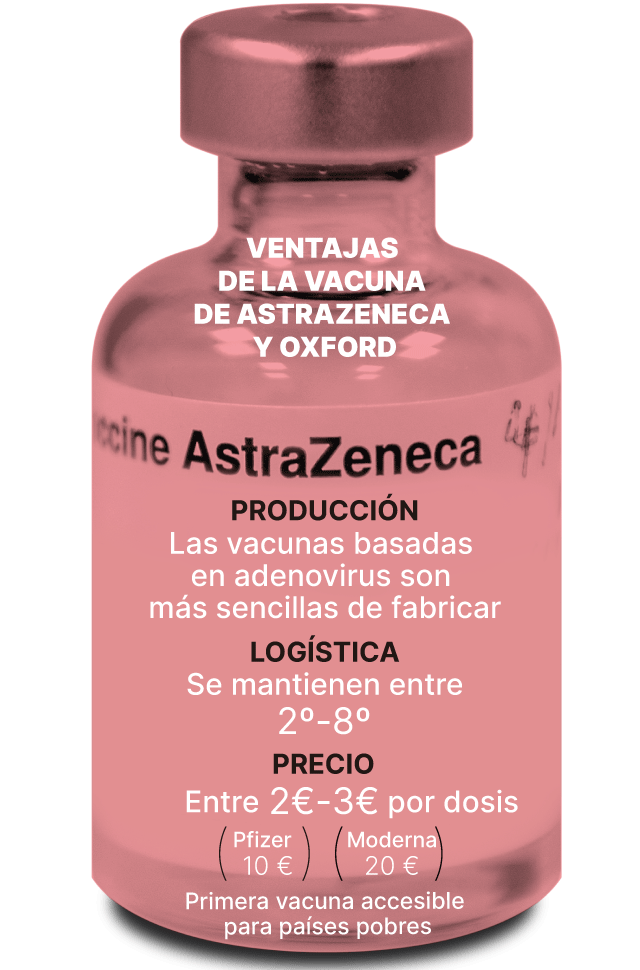 VENTAJAS
DE LA VACUNA
DE ASTRAZENECA
Y OXFORD
ccine AstraZeneca
PRODUCCIÓN
Las vacunas basadas
en adenovirus son
más sencillas de fabricar
LOGÍSTICA
Se mantienen entre
2º-8º
PRECIO
Entre 2€-3€ por dosis
(Pfizer (Moderna)
10 €) 20 €
Primera vacuna accesible
para países pobres